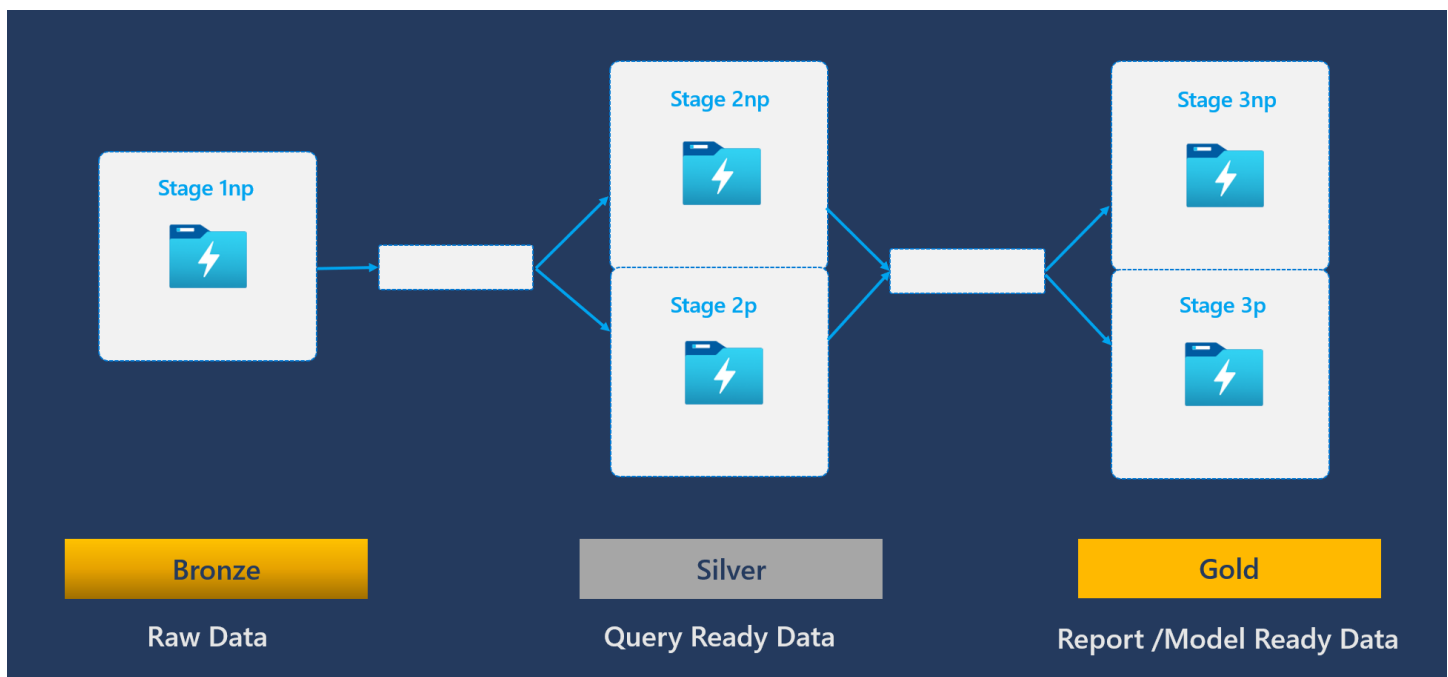 Stage 1np
Stage 2np
Stage 2p
Stage 3np
Stage 3p
Bronze
Silver
Gold
Raw Data
Query Ready Data
Report /Model Ready Data